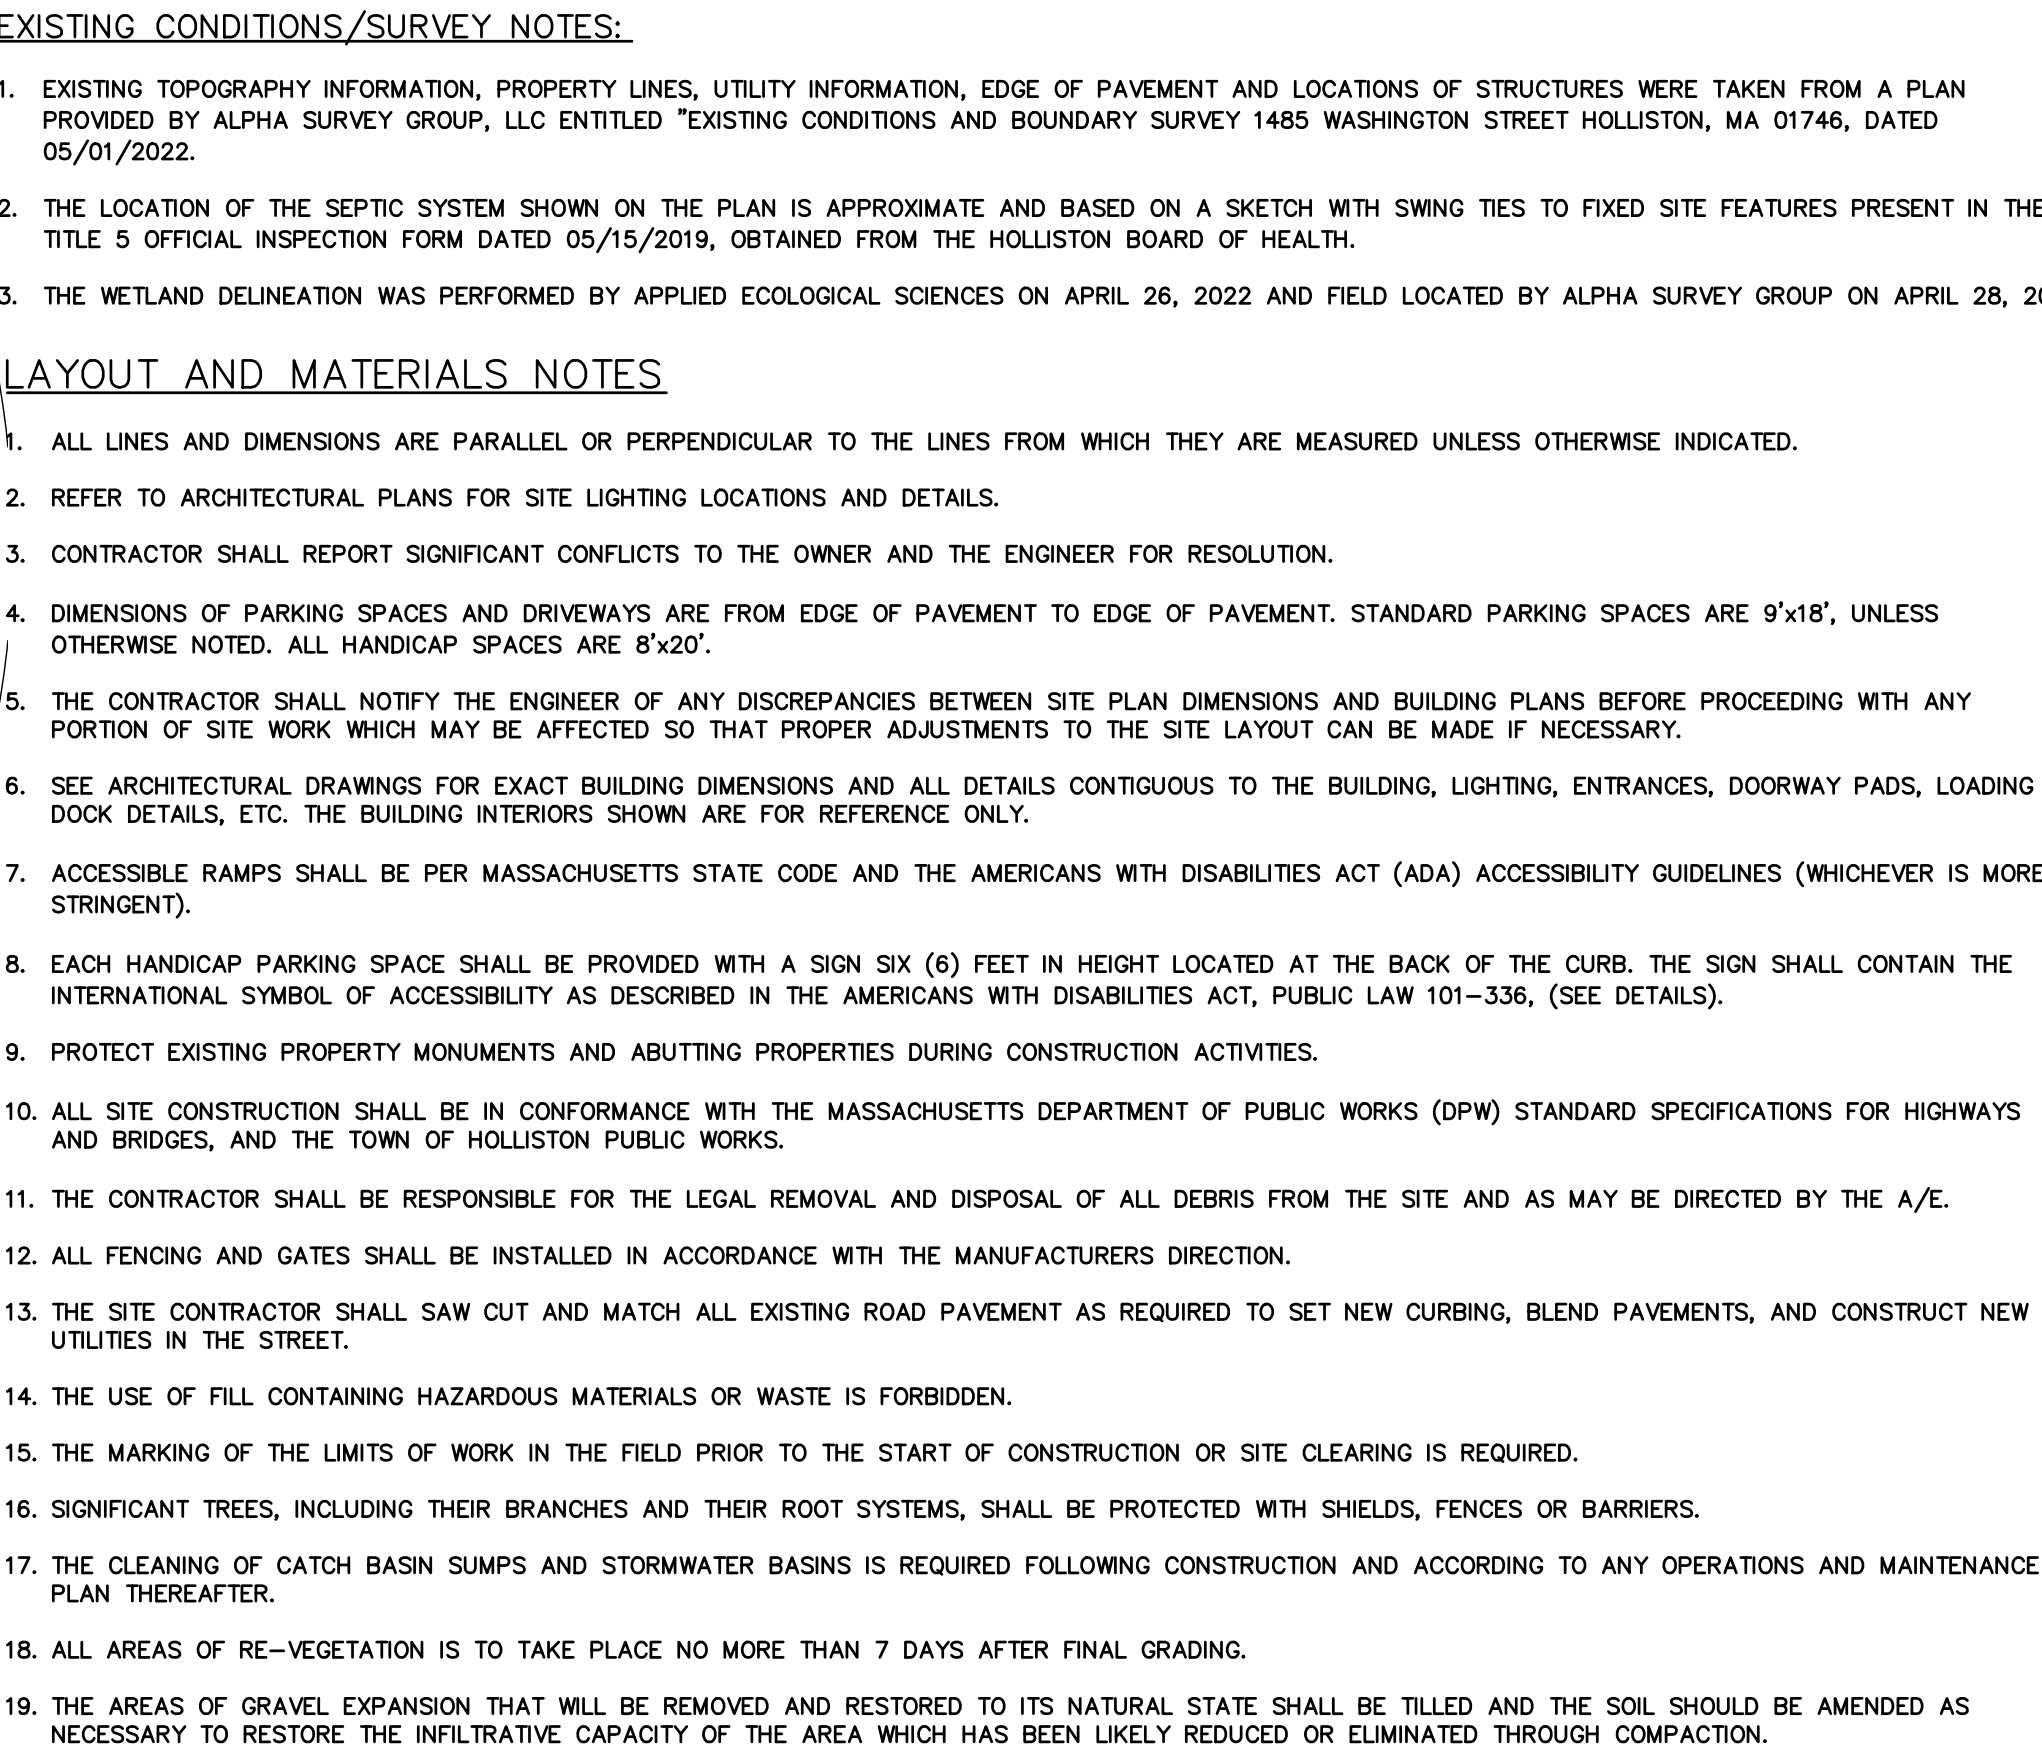 EXISTING CONDITIONS/SURVEY NOTES:
1. EXISTING TOPOGRAPHY INFORMATION, PROPERTY LINES, UTILITY INFORMATION, EDGE OF PAVEMENT AND LOCATIONS OF STRUCTURES WERE TAKEN FROM A PLAN
PROVIDED BY ALPHA SURVEY GROUP, LLC ENTITLED "EXISTING CONDITIONS AND BOUNDARY SURVEY 1485 WASHINGTON STREET HOLLISTON, MA 01746, DATED
05/01/2022.
2. THE LOCATION OF THE SEPTIC SYSTEM SHOWN ON THE PLAN IS APPROXIMATE AND BASED ON A SKETCH WITH SWING TIES TO FIXED SITE FEATURES PRESENT IN THE
TITLE 5 OFFICIAL INSPECTION FORM DATED 05/15/2019, OBTAINED FROM THE HOLLISTON BOARD OF HEALTH.
3. THE WETLAND DELINEATION WAS PERFORMED BY APPLIED ECOLOGICAL SCIENCES ON APRIL 26, 2022 AND FIELD LOCATED BY ALPHA SURVEY GROUP ON APRIL 28,
LAYOUT AND MATERIALS NOTES
1. ALL LINES AND DIMENSIONS ARE PARALLEL OR PERPENDICULAR TO THE LINES FROM WHICH THEY ARE MEASURED UNLESS OTHERWISE INDICATED.
2. REFER TO ARCHITECTURAL PLANS FOR SITE LIGHTING LOCATIONS AND DETAILS.
3. CONTRACTOR SHALL REPORT SIGNIFICANT CONFLICTS TO THE OWNER AND THE ENGINEER FOR RESOLUTION.
4. DIMENSIONS OF PARKING SPACES AND DRIVEWAYS ARE FROM EDGE OF PAVEMENT TO EDGE OF PAVEMENT. STANDARD PARKING SPACES ARE 9'x18', UNLESS
OTHERWISE NOTED. ALL HANDICAP SPACES ARE 8'x20'.
5. THE CONTRACTOR SHALL NOTIFY THE ENGINEER OF ANY DISCREPANCIES BETWEEN SITE PLAN DIMENSIONS AND BUILDING PLANS BEFORE PROCEEDING WITH ANY
PORTION OF SITE WORK WHICH MAY BE AFFECTED SO THAT PROPER ADJUSTMENTS TO THE SITE LAYOUT CAN BE MADE IF NECESSARY.
6. SEE ARCHITECTURAL DRAWINGS FOR EXACT BUILDING DIMENSIONS AND ALL DETAILS CONTIGUOUS TO THE BUILDING, LIGHTING, ENTRANCES, DOORWAY PADS, LOADING
DOCK DETAILS, ETC. THE BUILDING INTERIORS SHOWN ARE FOR REFERENCE ONLY.
7. ACCESSIBLE RAMPS SHALL BE PER MASSACHUSETTS STATE CODE AND THE AMERICANS WITH DISABILITIES ACT (ADA) ACCESSIBILITY GUIDELINES (WHICHEVER IS MORE
STRINGENT).
8. EACH HANDICAP PARKING SPACE SHALL BE PROVIDED WITH A SIGN SIX (6) FEET IN HEIGHT LOCATED AT THE BACK OF THE CURB. THE SIGN SHALL CONTAIN THE
INTERNATIONAL SYMBOL OF ACCESSIBILITY AS DESCRIBED IN THE AMERICANS WITH DISABILITIES ACT, PUBLIC LAW 101-336, (SEE DETAILS).
9. PROTECT EXISTING PROPERTY MONUMENTS AND ABUTTING PROPERTIES DURING CONSTRUCTION ACTIVITIES.
10. ALL SITE CONSTRUCTION SHALL BE IN CONFORMANCE WITH THE MASSACHUSETTS DEPARTMENT OF PUBLIC WORKS (DPW) STANDARD SPECIFICATIONS FOR HIGHWAYS
AND BRIDGES, AND THE TOWN OF HOLLISTON PUBLIC WORKS.
11. THE CONTRACTOR SHALL BE RESPONSIBLE FOR THE LEGAL REMOVAL AND DISPOSAL OF ALL DEBRIS FROM THE SITE AND AS MAY BE DIRECTED BY THE A/E.
12. ALL FENCING AND GATES SHALL BE INSTALLED IN ACCORDANCE WITH THE MANUFACTURERS DIRECTION.
13. THE SITE CONTRACTOR SHALL SAW CUT AND MATCH ALL EXISTING ROAD PAVEMENT AS REQUIRED TO SET NEW CURBING, BLEND PAVEMENTS, AND CONSTRUCT NEW
UTILITIES IN THE STREET.
14. THE USE OF FILL CONTAINING HAZARDOUS MATERIALS OR WASTE IS FORBIDDEN.
15. THE MARKING OF THE LIMITS OF WORK IN THE FIELD PRIOR TO THE START OF CONSTRUCTION OR SITE CLEARING IS REQUIRED.
16. SIGNIFICANT TREES, INCLUDING THEIR BRANCHES AND THEIR ROOT SYSTEMS, SHALL BE PROTECTED WITH SHIELDS, FENCES OR BARRIERS.
17. THE CLEANING OF CATCH BASIN SUMPS AND STORMWATER BASINS IS REQUIRED FOLLOWING CONSTRUCTION AND ACCORDING TO ANY OPERATIONS AND MAINTENANCE
PLAN THEREAFTER.
18. ALL AREAS OF RE-VEGETATION IS TO TAKE PLACE NO MORE THAN 7 DAYS AFTER FINAL GRADING.
19. THE AREAS OF GRAVEL EXPANSION THAT WILL BE REMOVED AND RESTORED TO ITS NATURAL STATE SHALL BE TILLED AND THE SOIL SHOULD BE AMENDED AS
NECESSARY TO RESTORE THE INFILTRATIVE CAPACITY OF THE AREA WHICH HAS BEEN LIKELY REDUCED OR ELIMINATED THROUGH COMPACTION.